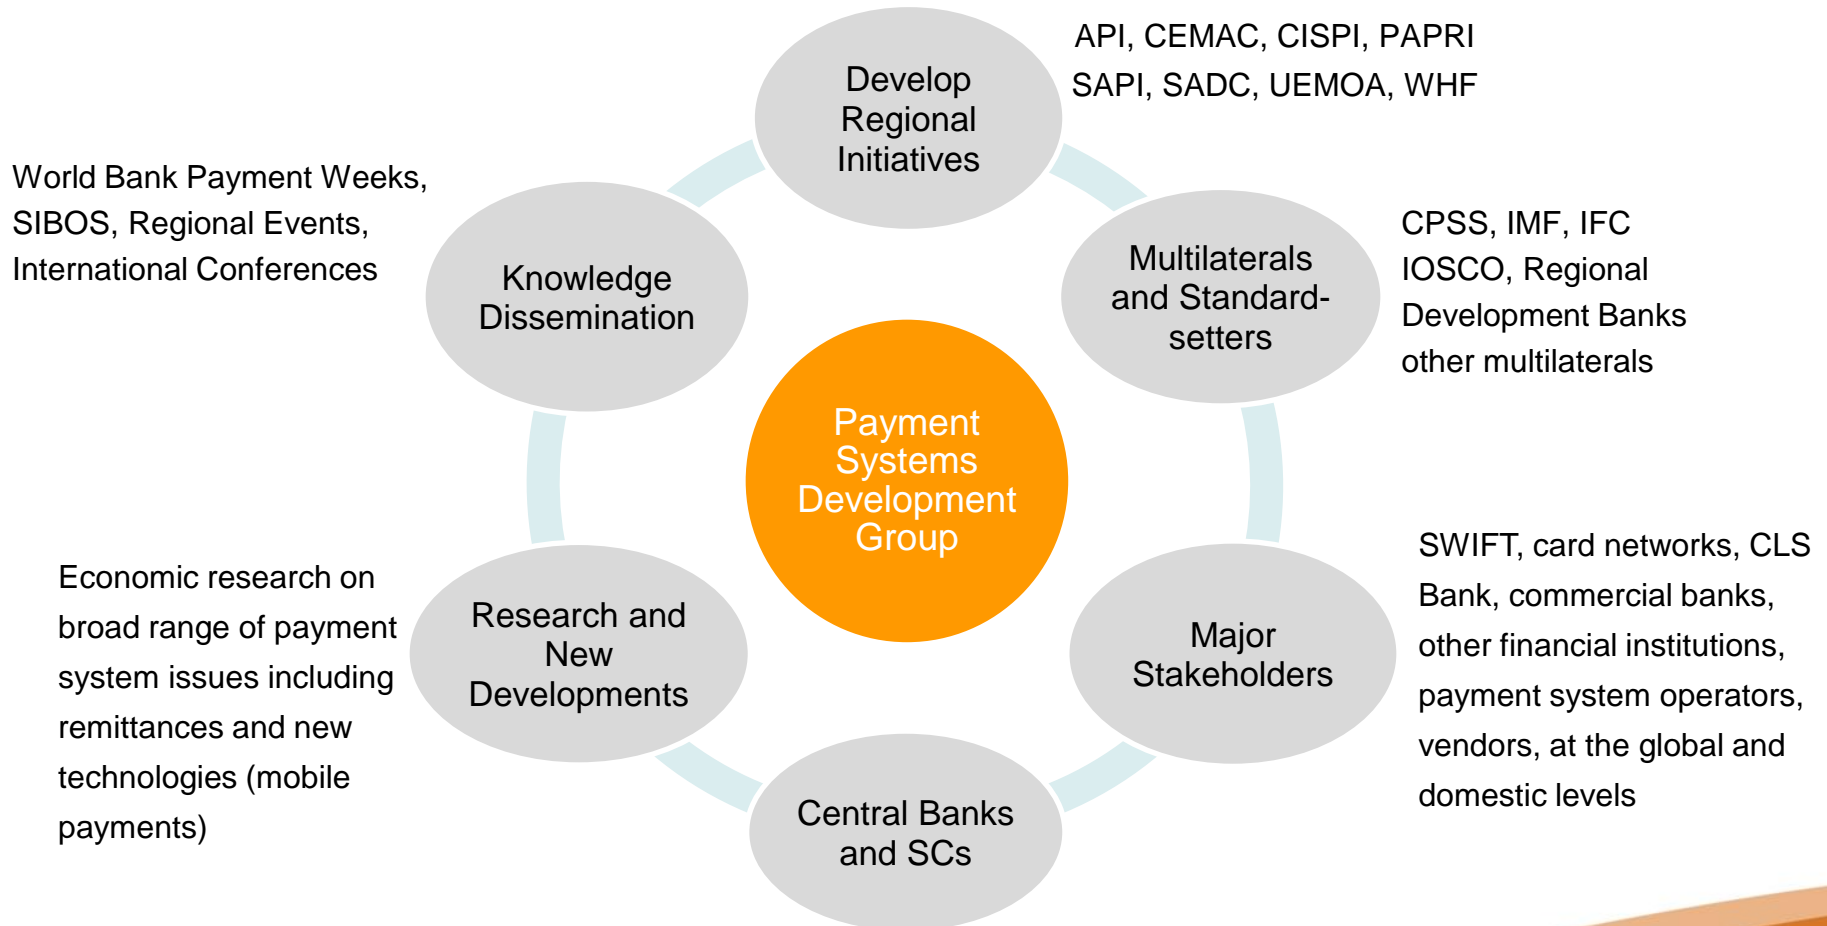 API, CEMAC, CISPI, PAPRI
SAPI, SADC, UEMOA, WHF
Develop
Regional
Initiatives
World Bank Payment Weeks,
SIBOS, Regional Events,
International Conferences
Knowledge
Dissemination
Multilaterals
and Standard-
setters
CPSS, IMF, IFC
IOSCO, Regional
Development Banks
other multilaterals
Payment
Systems
Development
Group
Economic research on
broad range of payment
system issues including
remittances and new
technologies (mobile
payments)
Research and
New
Developments
Major
Stakeholders
SWIFT, card networks, CLS
Bank, commercial banks,
other financial institutions,
payment system operators,
vendors, at the global and
domestic levels
Central Banks
and SCs